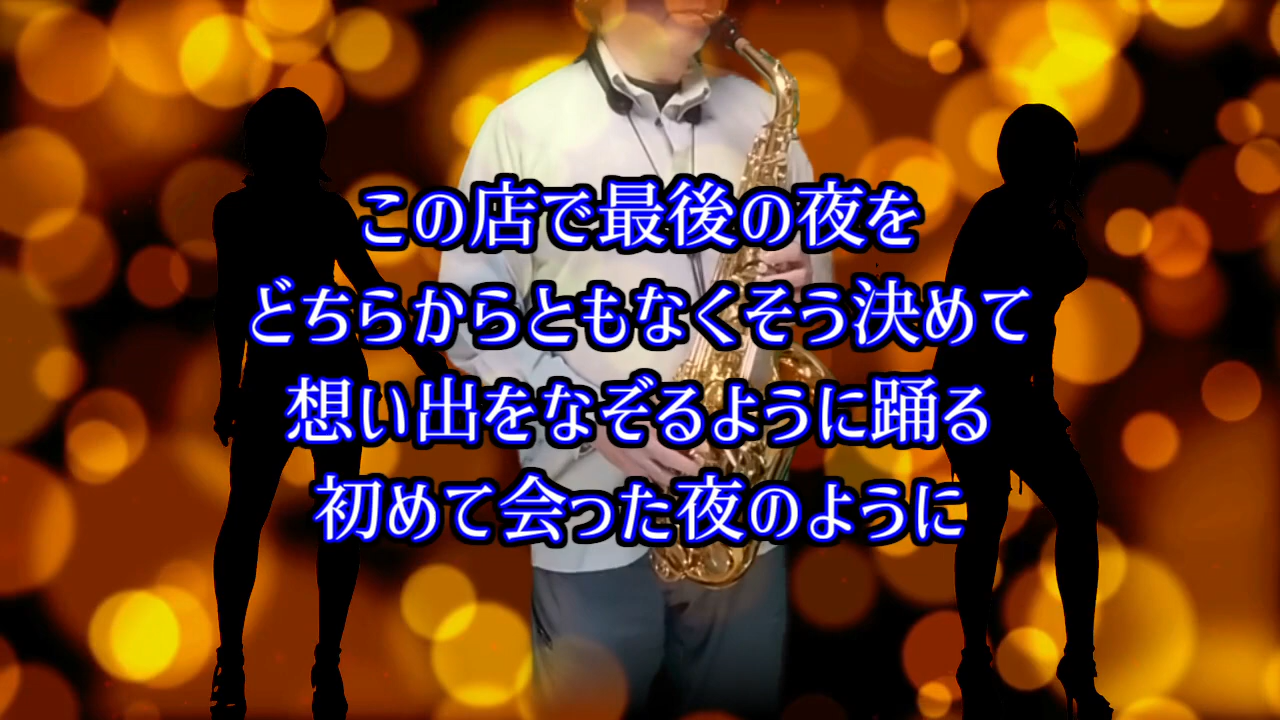 この店で最後の夜を
どちらからともなくそう決めて
想い出をなぞるように踊る
初めて会った夜のように